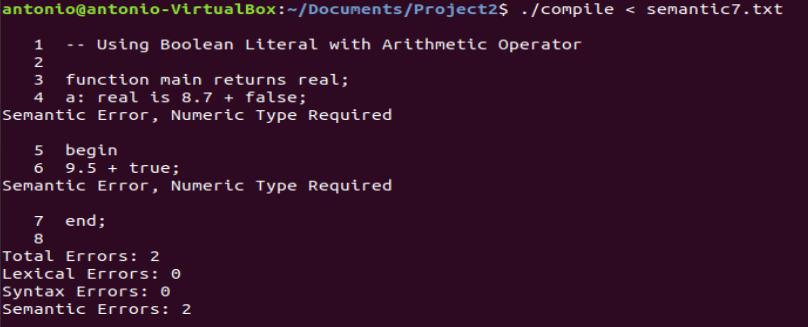 antonio@antonio-VirtualBox:~/Documents/Project2$ ./compile < semantic7.txt
1 -- Using Boolean Literal with Arithmetic Operator
2
3 function main returns real;
4 a: real is 8.7 + false;
Semantic Error, Numeric Type Required
5 begin
6 9.5 + true;
Semantic Error, Numeric Type Required
7 end;
8
Total Errors: 2
Lexical Errors: 0
Syntax Errors: 0
Semantic Errors: 2